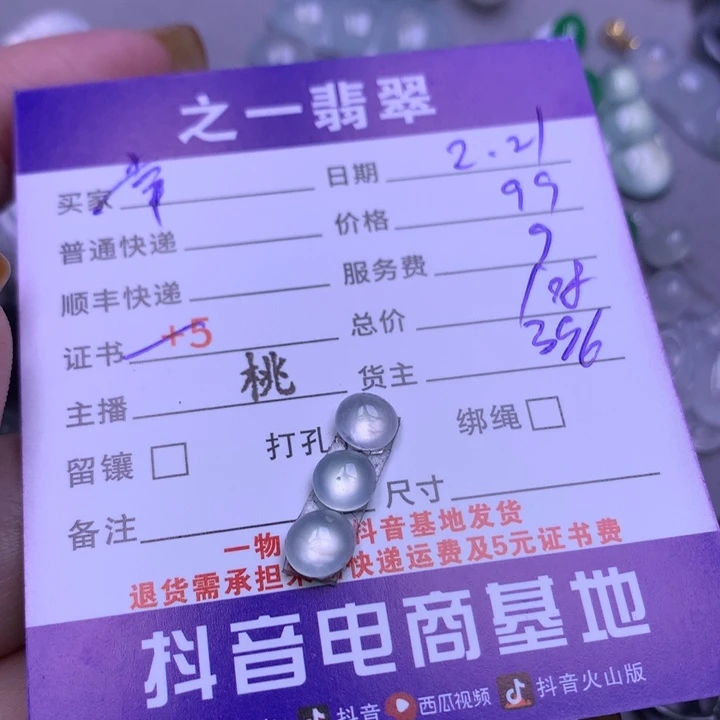 之一翡翠
买家 章 日期 2.21
普通快递 价格 99
顺丰快递 服务费 9
证书 +5 总价
主播 桃 货主 356
留镶 打孔 绑绳
备注 尺寸
一物 抖音基地发货
退货需承担 快递运费及5元证书费
抖音电商基地
抖音 西瓜视频 抖音火山版